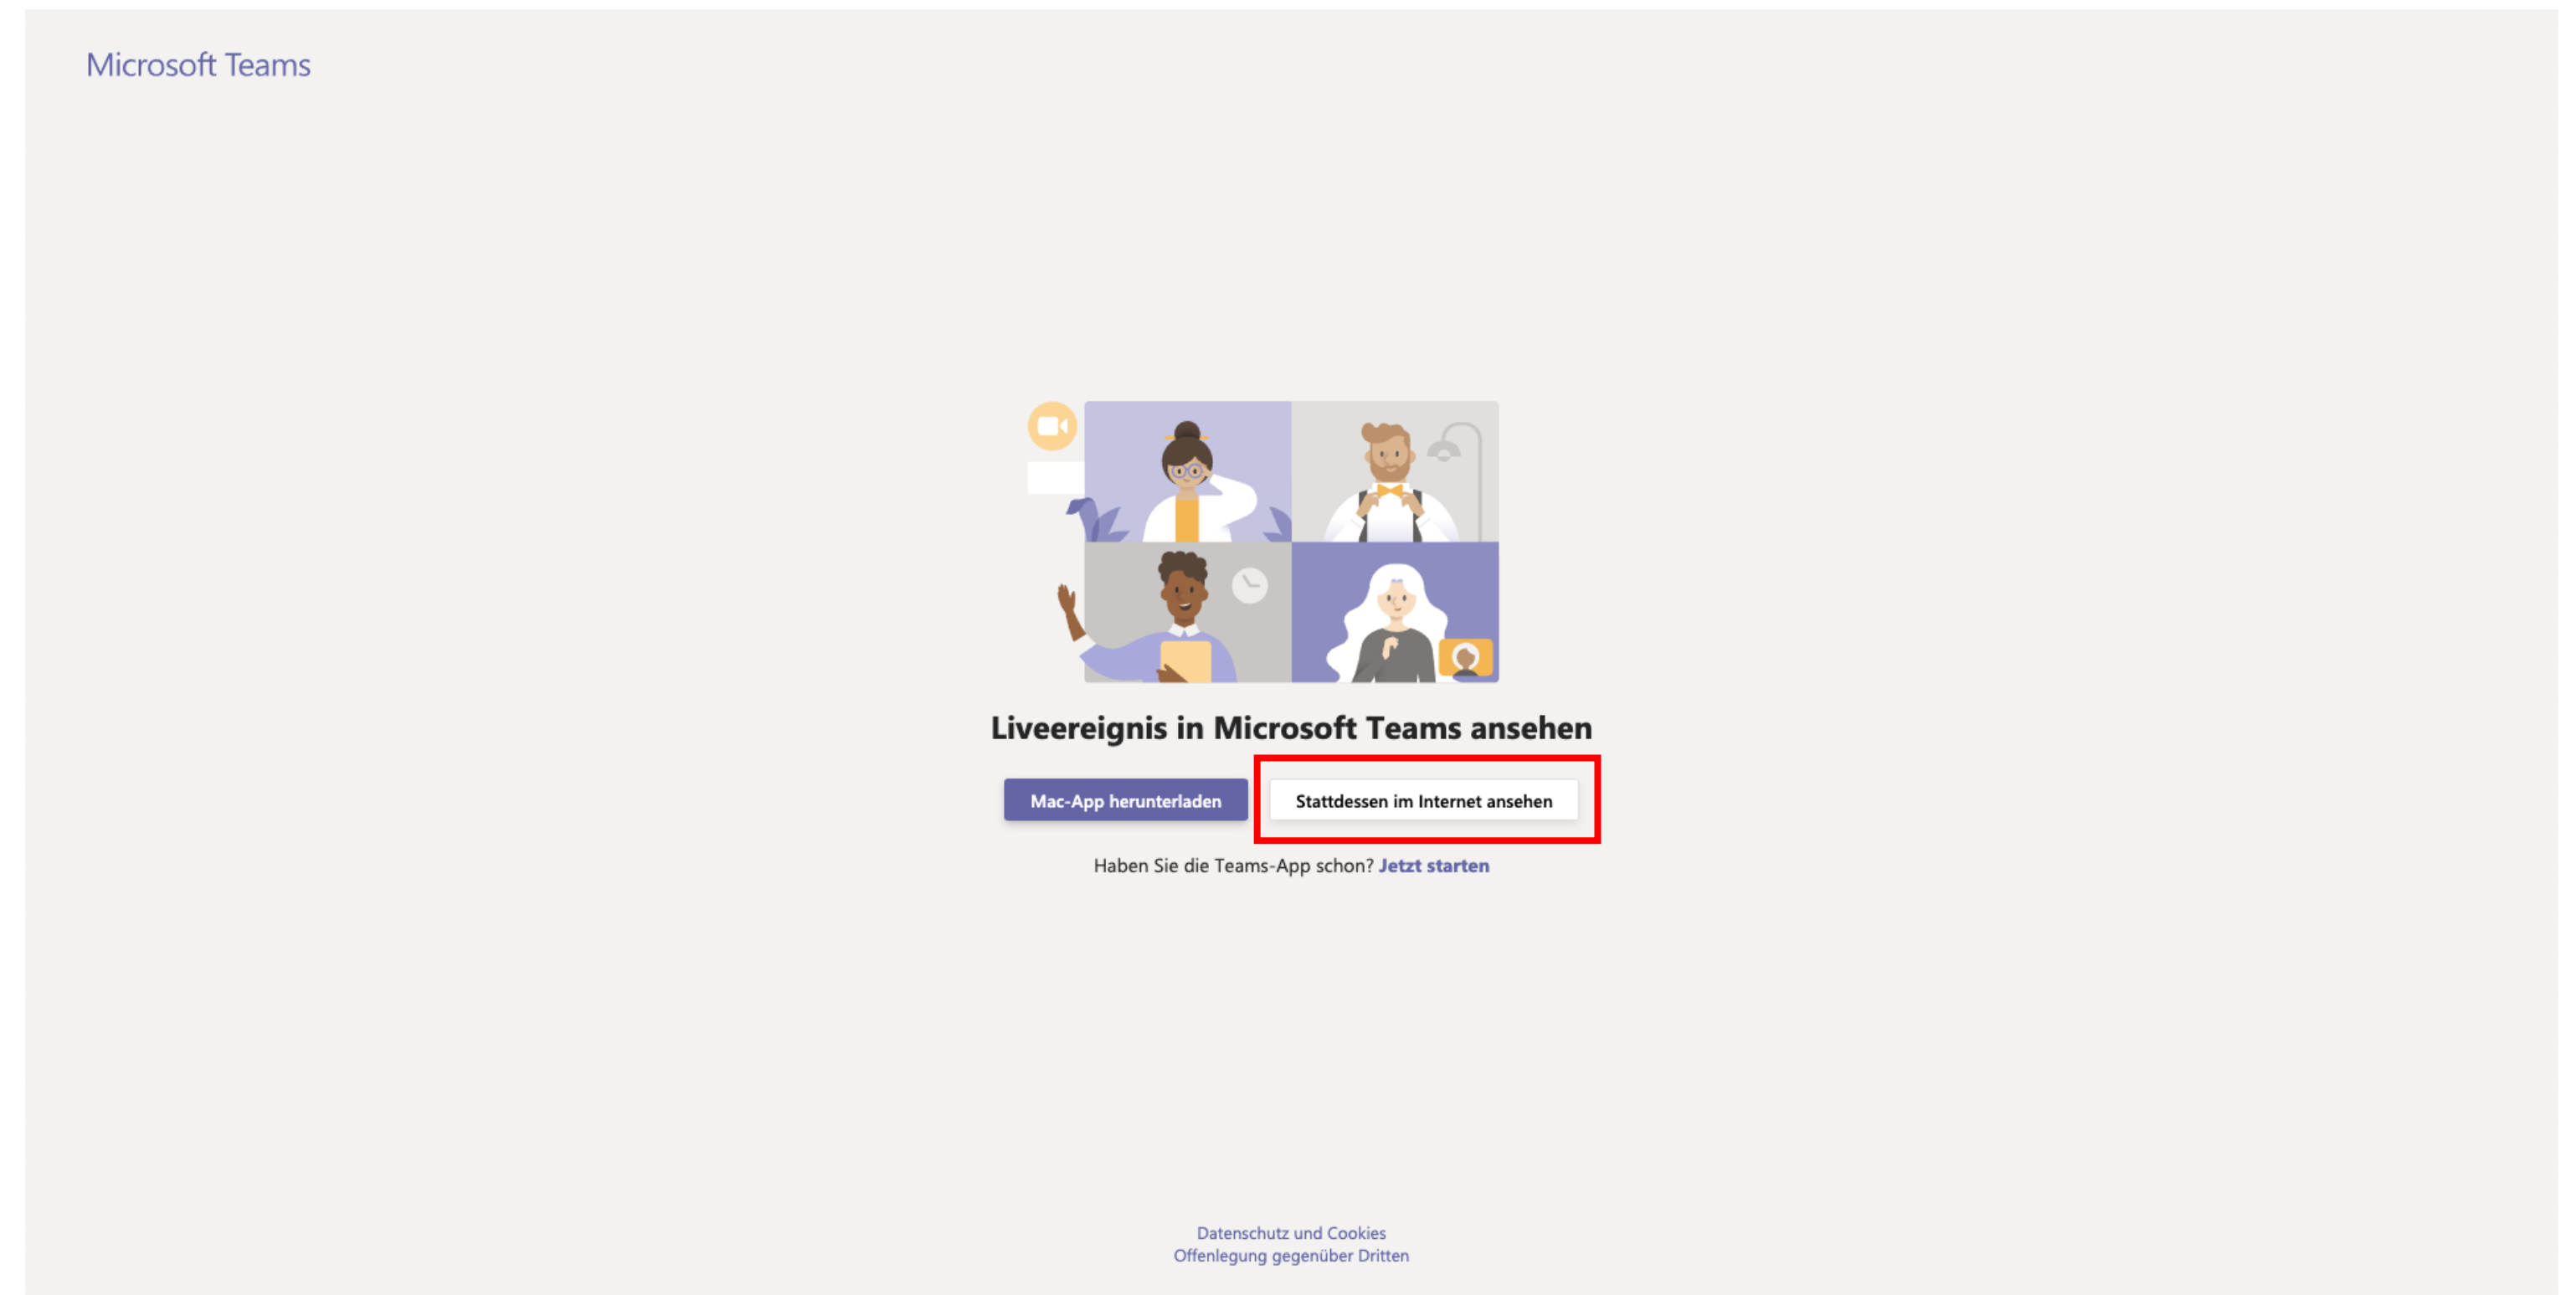 Microsoft Teams
Liveereignis in Microsoft Teams ansehen
Mac-App herunterladen
Stattdessen im Internet ansehen
Haben Sie die Teams-App schon? Jetzt starten
Datenschutz und Cookies
Offenlegung gegenüber Dritten